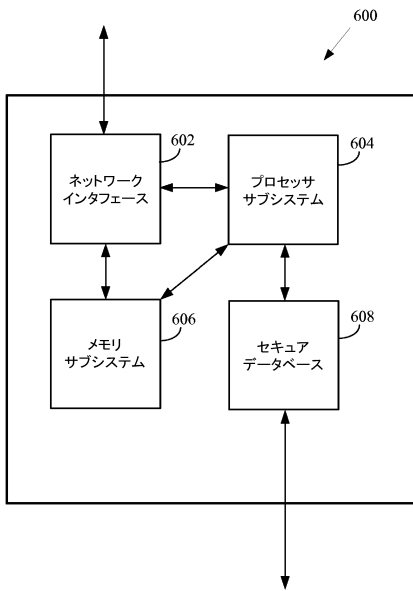 600
602
ネットワーク
インタフェース
604
プロセッサ
サブシステム
606
メモリ
サブシステム
608
セキュア
データベース